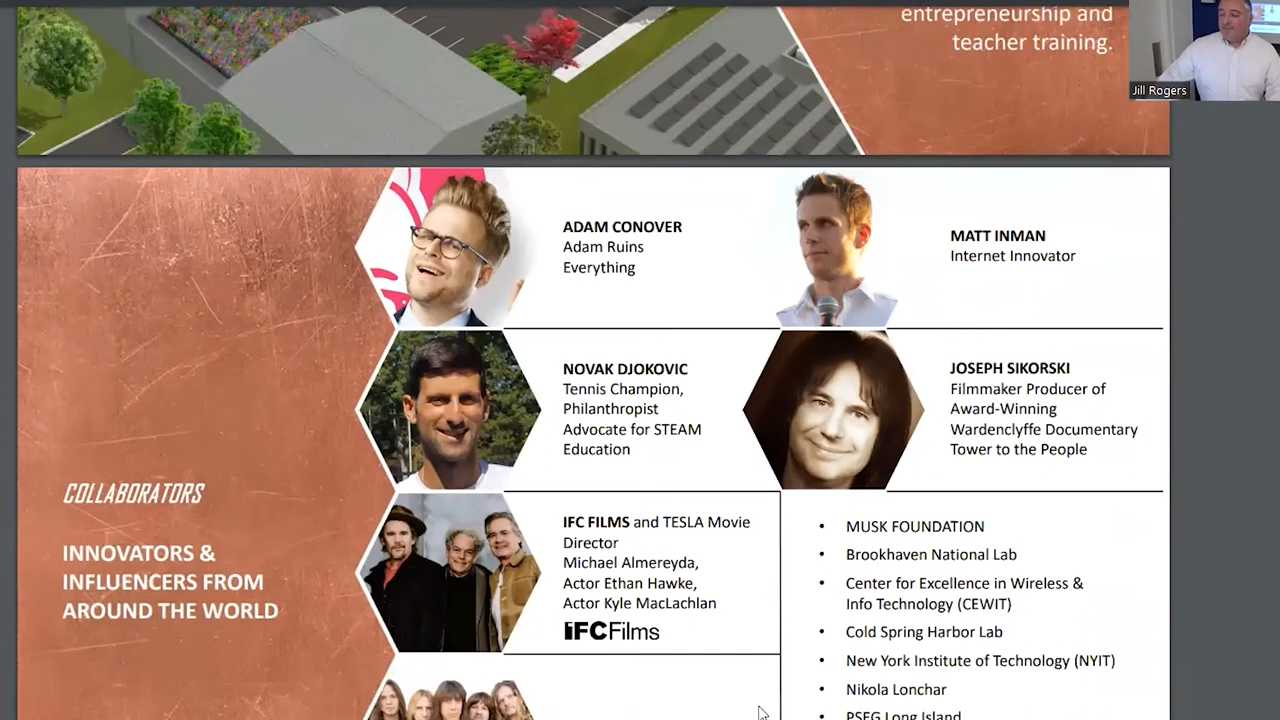 entrepreneurship and
teacher training.
Jill Rogers
ADAM CONOVER
Adam Ruins
Everything
MATT INMAN
Internet Innovator
NOVAK DJOKOVIC
Tennis Champion,
Philanthropist
Advocate for STEAM
Education
JOSEPH SIKORSKI
Filmmaker Producer of
Award-Winning
Wardenclyffe Documentary
Tower to the People
COLLABORATORS
INNOVATORS &
INFLUENCERS FROM
AROUND THE WORLD
IFC FILMS and TESLA Movie
Director
Michael Almereyda,
Actor Ethan Hawke,
Actor Kyle MacLachlan
IFCFilms
• MUSK FOUNDATION
• Brookhaven National Lab
• Center for Excellence in Wireless &
Info Technology (CEWIT)
• Cold Spring Harbor Lab
• New York Institute of Technology (NYIT)
• Nikola Lonchar
• PSEG Long Island